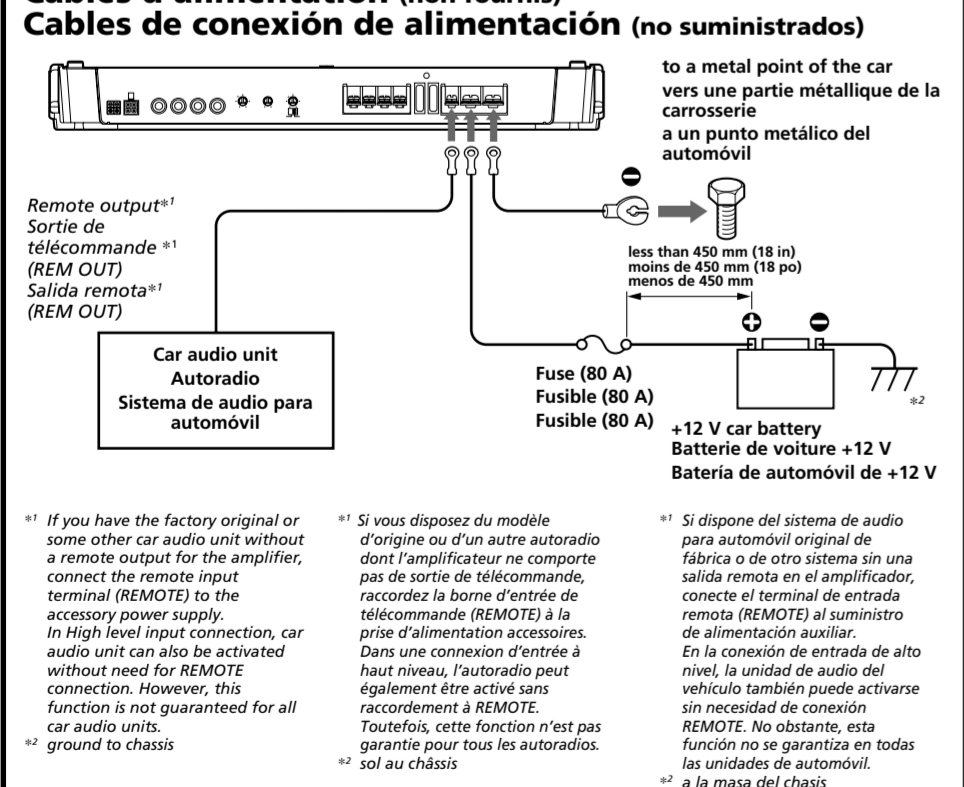 Cables d'alimentation (non fournis)
Cables de conexión de alimentación (no suministrados)
to a metal point of the car
vers une partie métallique de la
carrosserie
a un punto metálico del
automóvil
Remote output*1
Sortie de
télécommande *1
(REM OUT)
Salida remota*1
(REM OUT)
less than 450 mm (18 in)
moins de 450 mm (18 po)
menos de 450 mm
Car audio unit
Autoradio
Sistema de audio para
automóvil
Fuse (80 A)
Fusible (80 A)
Fusible (80 A)
*2
+12 V car battery
Batterie de voiture +12 V
Batería de automóvil de +12 V
*1 If you have the factory original or
some other car audio unit without
a remote output for the amplifier,
connect the remote input
terminal (REMOTE) to the
accessory power supply.
In High level input connection, car
audio unit can also be activated
without need for REMOTE
connection. However, this
function is not guaranteed for all
car audio units.
*2 ground to chassis
*1 Si vous disposez du modèle
d'origine ou d'un autre autoradio
dont l'amplificateur ne comporte
pas de sortie de télécommande,
raccordez la borne d'entrée de
télécommande (REMOTE) à la
prise d'alimentation accessoires.
Dans une connexion d'entrée à
haut niveau, l'autoradio peut
également être activé sans
raccordement à REMOTE.
Toutefois, cette fonction n'est pas
garantie pour tous les autoradios.
*2 sol au châssis
*1 Si dispone del sistema de audio
para automóvil original de
fábrica o de otro sistema sin una
salida remota en el amplificador,
conecte el terminal de entrada
remota (REMOTE) al suministro
de alimentación auxiliar.
En la conexión de entrada de alto
nivel, la unidad de audio del
vehículo también puede activarse
sin necesidad de conexión
REMOTE. No obstante, esta
función no se garantiza en todas
las unidades de automóvil.
*2 a la masa del chasis